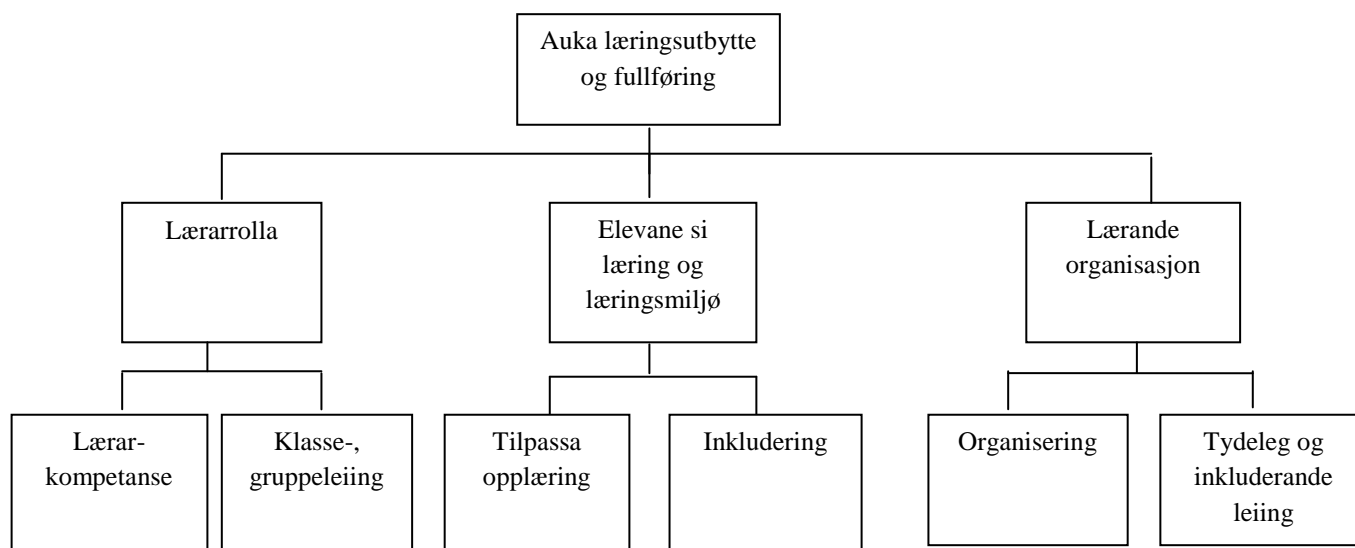 Auka læringsutbytte
og fullføring
Lærarrolla
Elevane si
læring og
læringsmiljø
Lærande
organisasjon
Lærar-
kompetanse
Klasse-,
gruppeleiing
Tilpassa
opplæring
Inkludering
Organisering
Tydeleg og
inkluderande
leiing